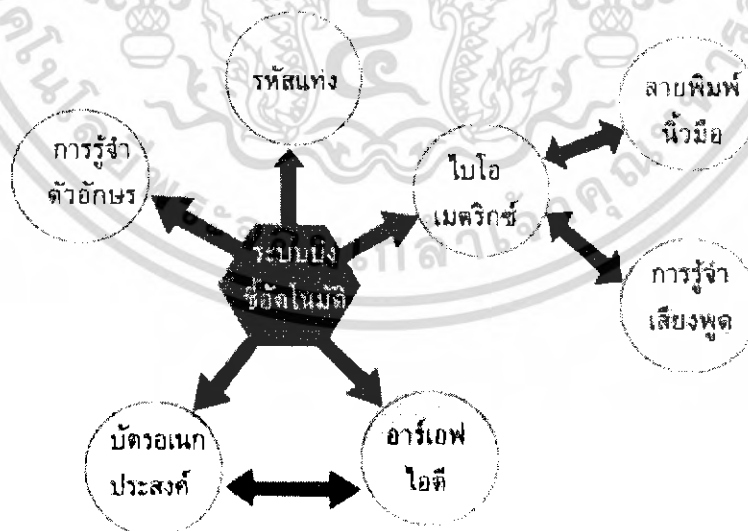 รหัสแท่ง
การรู้จำ
ตัวอักษร
ไบโอ
เมตริกซ์
ลายพิมพ์
นิ้วมือ
การรู้จำ
เสียงพูด
ระบบบ่ง
ชี้อัตโนมัติ
บัตรอเนก
ประสงค์
อาร์เอฟ
ไอดี